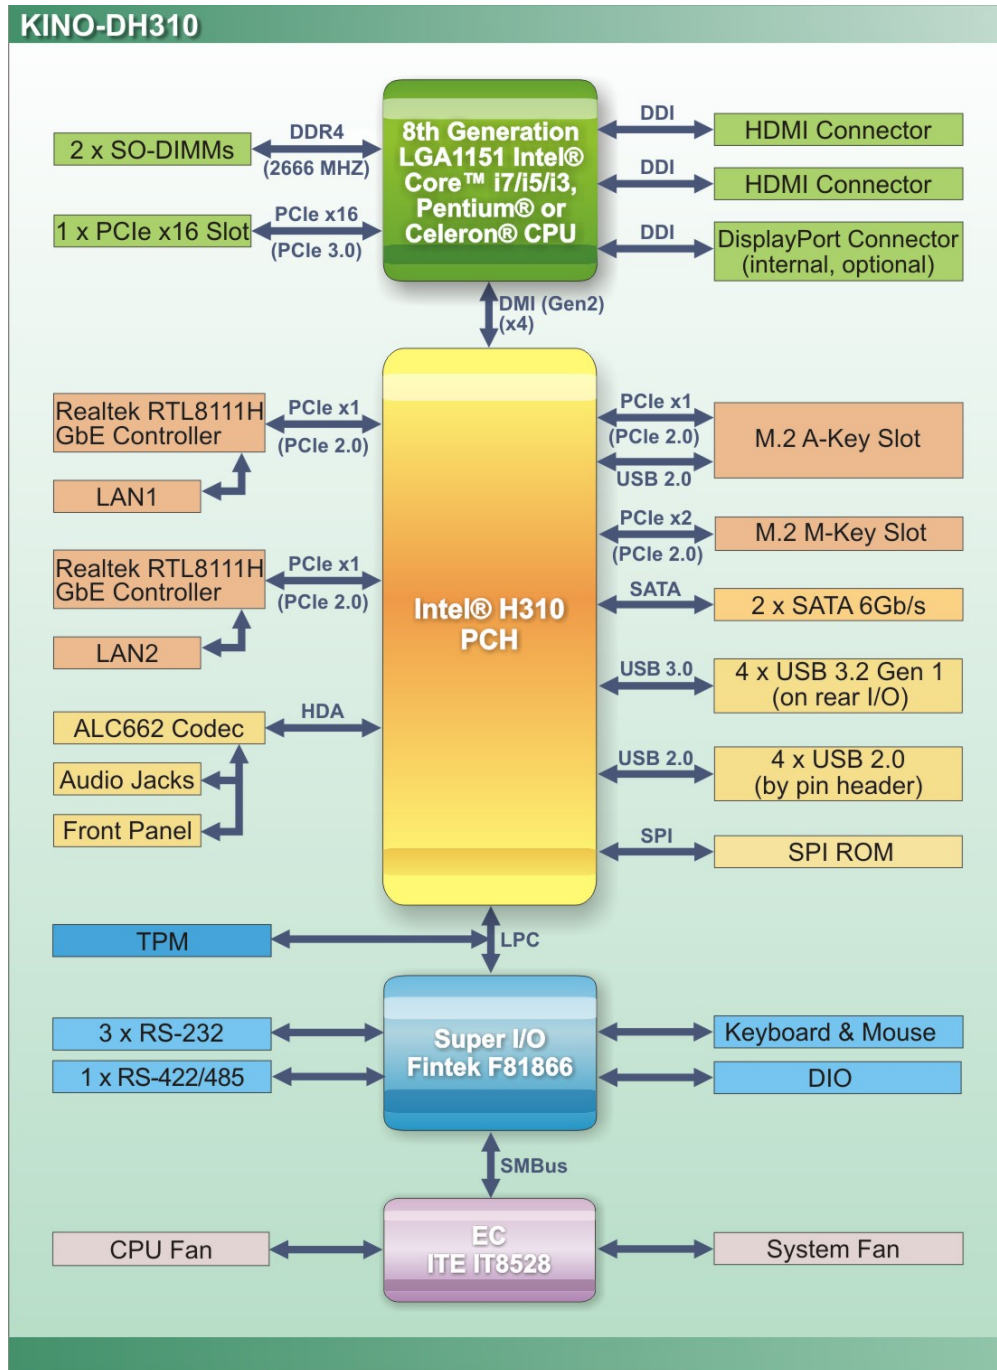 KINO-DH310
8th Generation
LGA1151 Intel®
Core™ i7/i5/i3,
Pentium® or
Celeron® CPU
2 x SO-DIMMs
DDR4
(2666 MHZ)
1 x PCIe x16 Slot
PCIe x16
(PCIe 3.0)
DDI
HDMI Connector
DDI
HDMI Connector
DDI
DisplayPort Connector
(internal, optional)
DMI (Gen2)
(x4)
Intel® H310
PCH
Realtek RTL8111H
GbE Controller
PCIe x1
(PCIe 2.0)
LAN1
Realtek RTL8111H
GbE Controller
PCIe x1
(PCIe 2.0)
LAN2
ALC662 Codec
HDA
Audio Jacks
Front Panel
PCIe x1
(PCIe 2.0)
USB 2.0
M.2 A-Key Slot
PCIe x2
(PCIe 2.0)
M.2 M-Key Slot
SATA
2 x SATA 6Gb/s
USB 3.0
4 x USB 3.2 Gen 1
(on rear I/O)
USB 2.0
4 x USB 2.0
(by pin header)
SPI
SPI ROM
TPM
LPC
Super I/O
Fintek F81866
3 x RS-232
1 x RS-422/485
Keyboard & Mouse
DIO
SMBus
EC
ITE IT8528
CPU Fan
System Fan